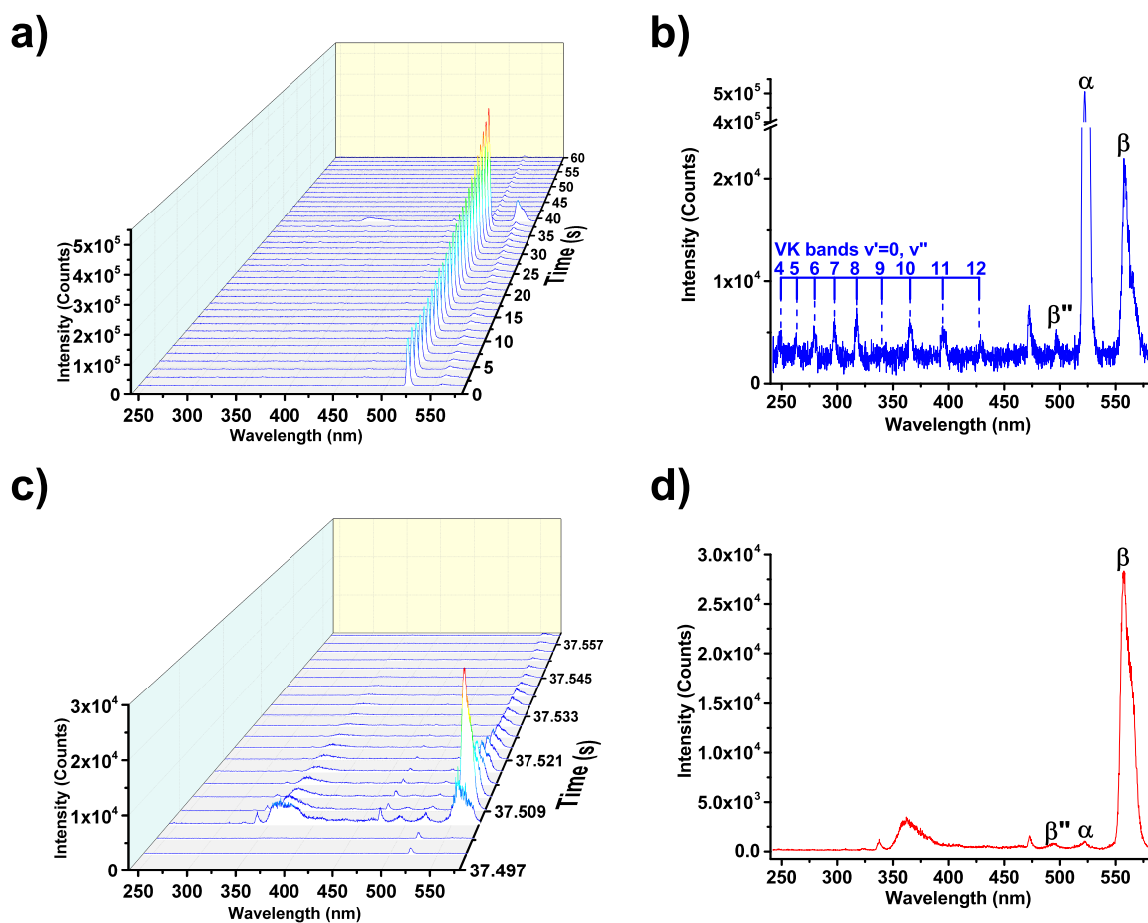 a)
Intensity (Counts)
5x10⁵
4x10⁵
3x10⁵
2x10⁵
1x10⁵
0
250 300 350 400 450 500 550
Wavelength (nm)
0
5
10
15
20
25
30
35
40
45
50
55
60
Time (s)
b)
Intensity (Counts)
5x10⁵
4x10⁵
2x10⁴
1x10⁴
0
α
β
VK bands v'=0, v"
4 5 6 7 8 9 10 11 12
β"
250 300 350 400 450 500 550
Wavelength (nm)
c)
Intensity (Counts)
3x10⁴
2x10⁴
1x10⁴
0
250 300 350 400 450 500 550
Wavelength (nm)
37.497
37.509
37.521
37.533
37.545
37.557
Time (s)
d)
Intensity (Counts)
3.0x10⁴
2.5x10⁴
2.0x10⁴
1.5x10⁴
1.0x10⁴
5.0x10³
0.0
β
β" α
250 300 350 400 450 500 550
Wavelength (nm)